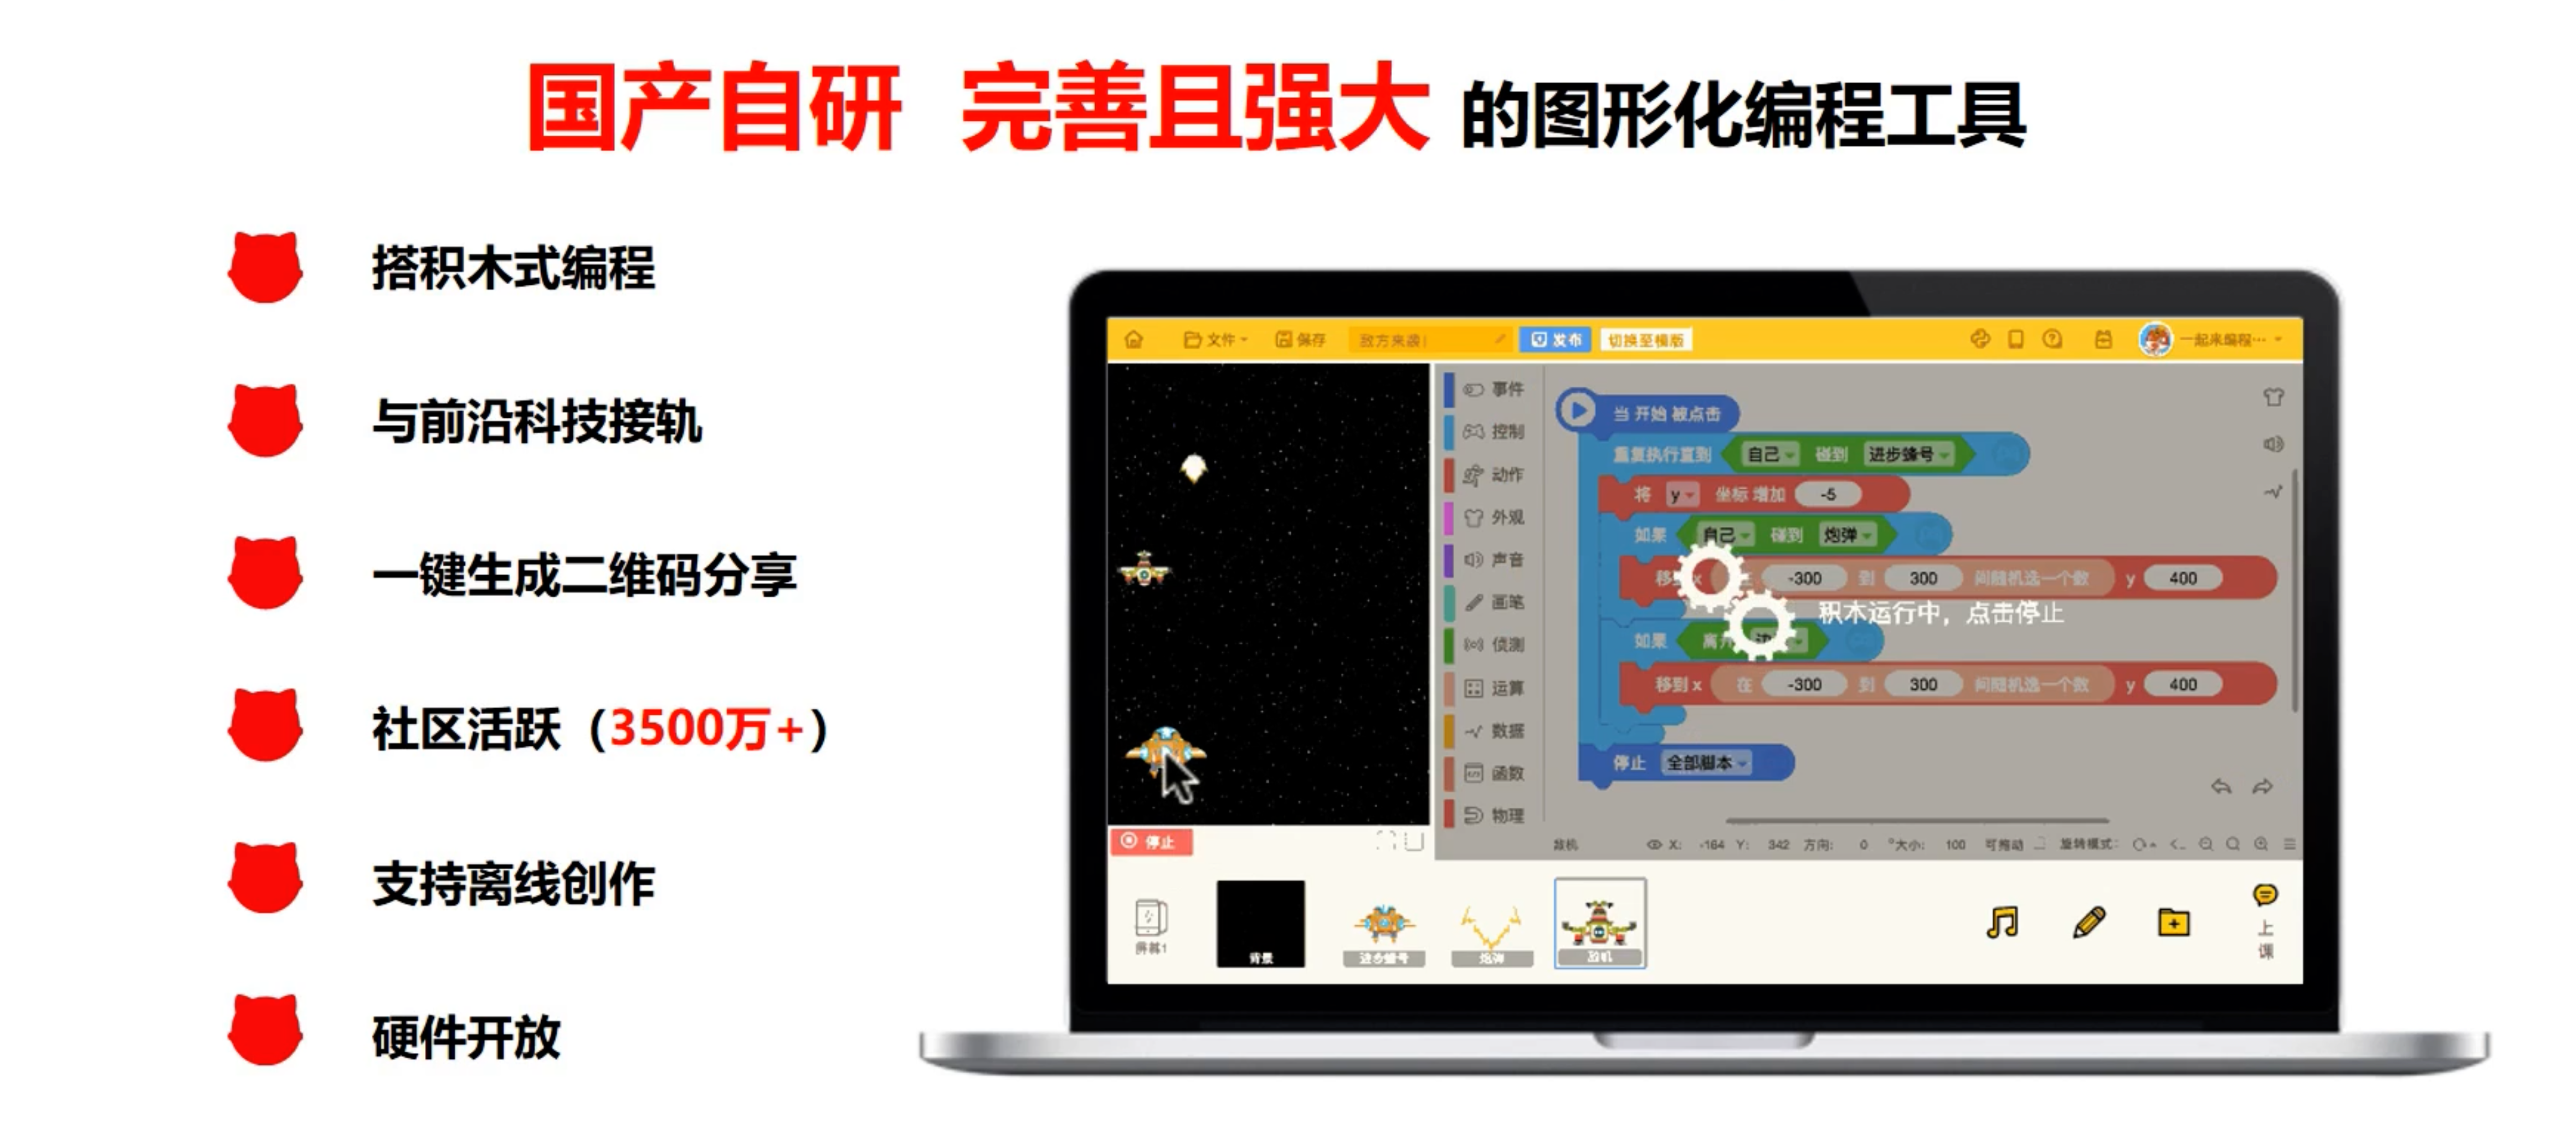 国产自研 完善且强大 的图形化编程工具
搭积木式编程
与前沿科技接轨
一键生成二维码分享
社区活跃（3500万+）
支持离线创作
硬件开放
文件 保存 敌方来袭 发布 切换至横版 一起来编程…
事件
控制
动作
外观
声音
画笔
侦测
运算
数据
函数
物理
当 开始 被点击
重复执行直到 自己 碰到 进步蜂号
将 y 坐标 增加 -5
如果 自己 碰到 炮弹
移到 x 在 -300 到 300 间随机选一个数 y 400
积木运行中，点击停止
如果 离开
移到 x 在 -300 到 300 间随机选一个数 y 400
停止 全部脚本
停止
敌机 X: -164 Y: 342 方向: 0 °大小: 100 可拖动 旋转模式:
屏幕1
背景
进步蜂号
炮弹
敌机
上课